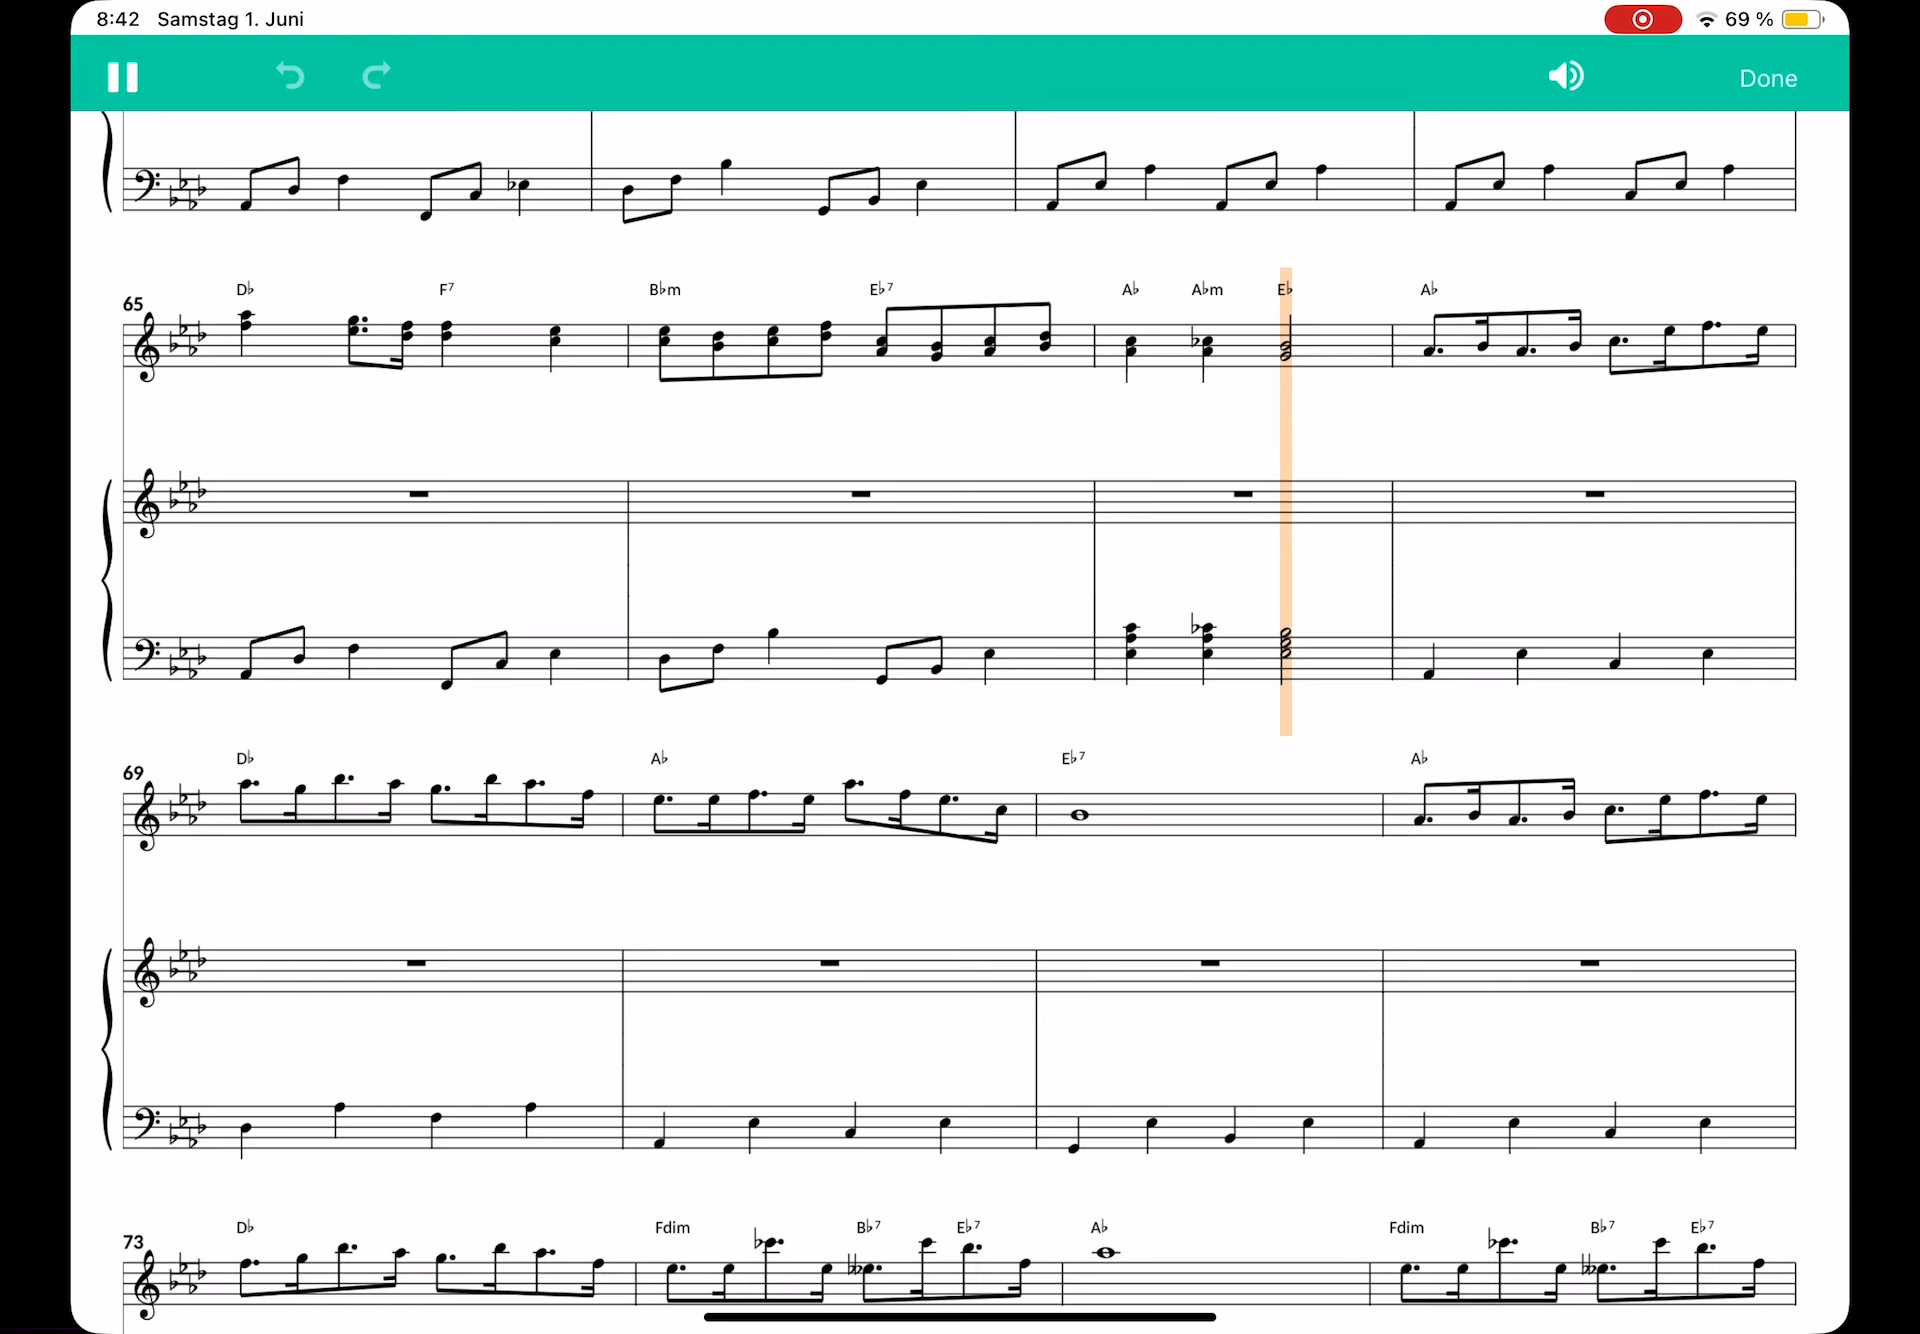 8:42 Samstag 1. Juni 69 %
Done
65 D♭ F7 B♭m E♭7 A♭ A♭m E♭ A♭
69 D♭ A♭ E♭7 A♭
73 D♭ Fdim B♭7 E♭7 A♭ Fdim B♭7 E♭7